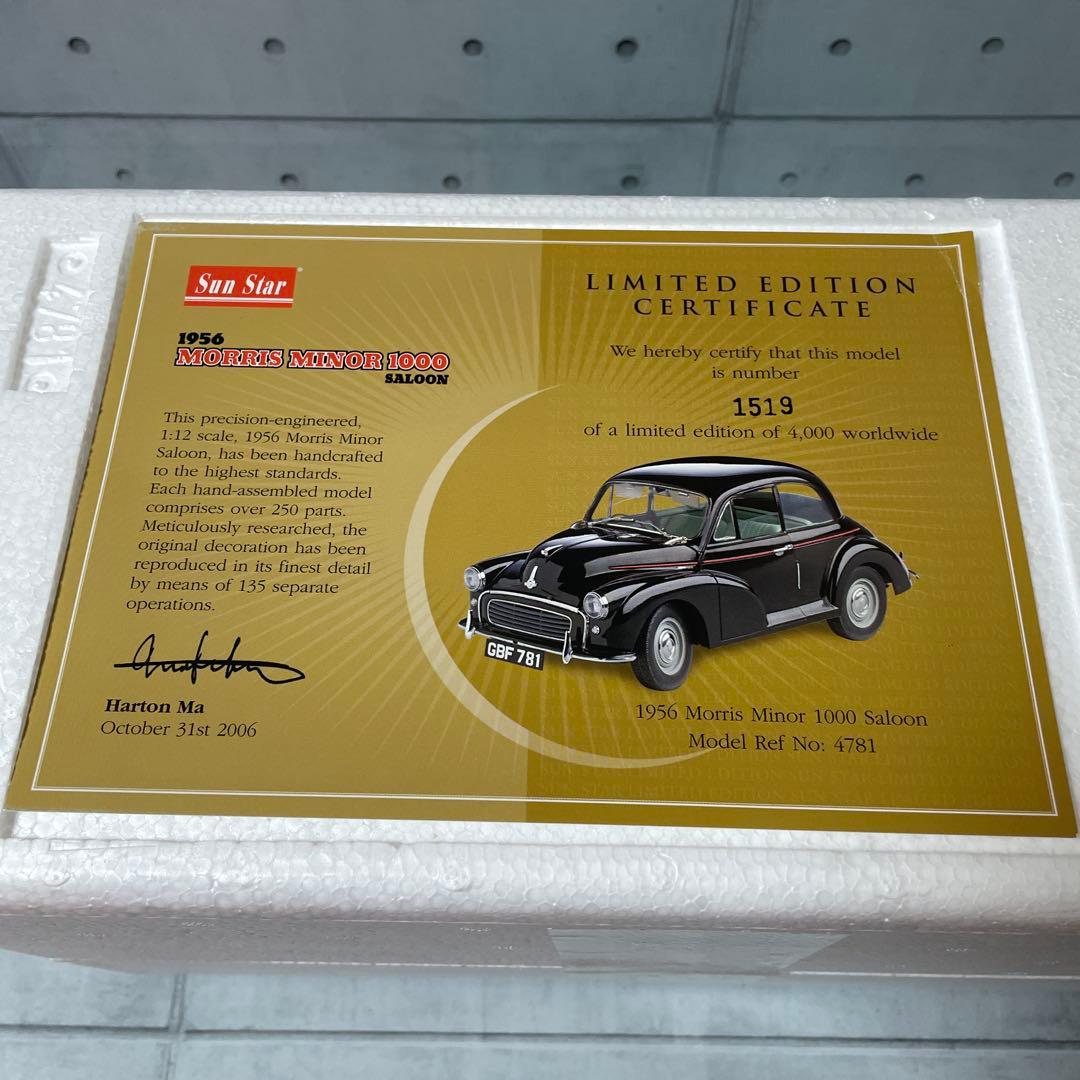 Sun Star
1956
MORRIS MINOR 1000
SALOON
This precision-engineered,
1:12 scale, 1956 Morris Minor
Saloon, has been handcrafted
to the highest standards.
Each hand-assembled model
comprises over 250 parts.
Meticulously researched, the
original decoration has been
reproduced in its finest detail
by means of 135 separate
operations.
Harton Ma
October 31st 2006
LIMITED EDITION
CERTIFICATE
We hereby certify that this model
is number
1519
of a limited edition of 4,000 worldwide
GBF 781
1956 Morris Minor 1000 Saloon
Model Ref No: 4781